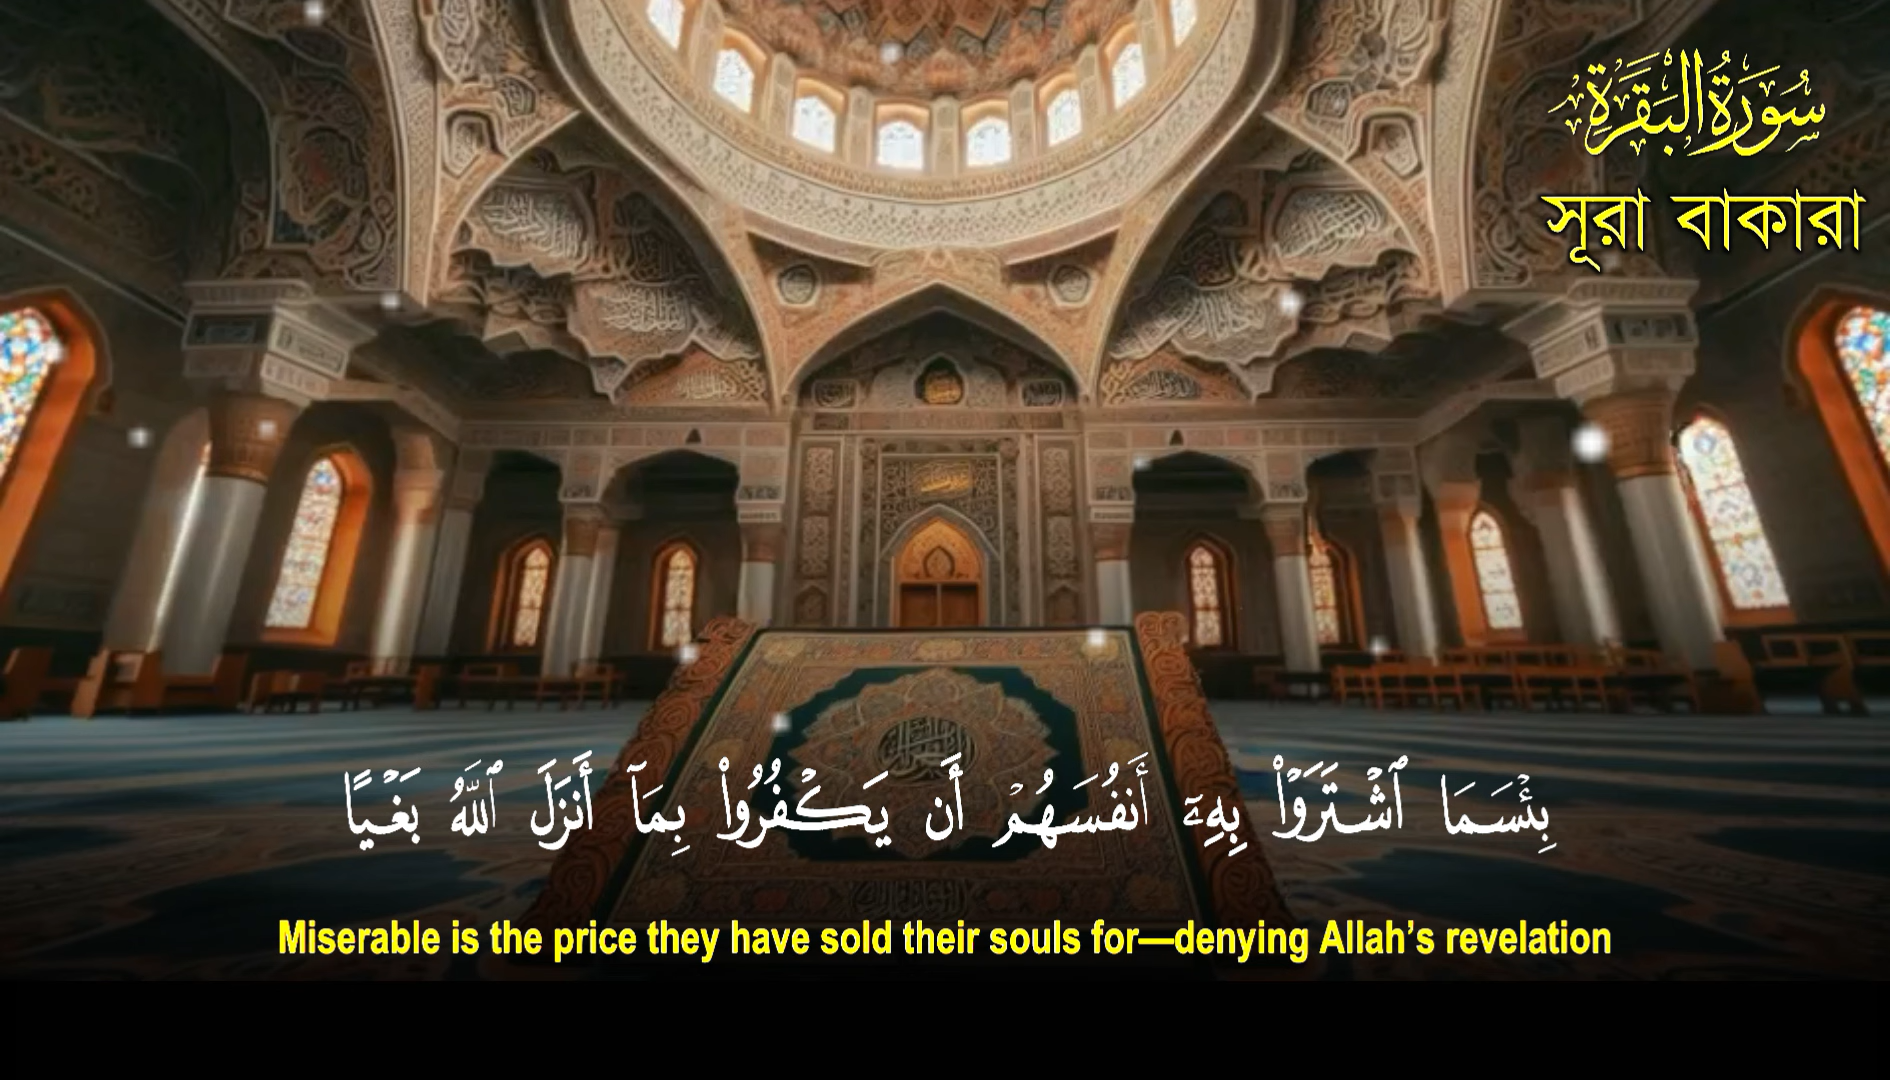 سُورَةُ البَقَرَةِ
সূরা বাকারা
بِئْسَمَا ٱشْتَرَوْا۟ بِهِۦٓ أَنفُسَهُمْ أَن يَكْفُرُوا۟ بِمَآ أَنزَلَ ٱللَّهُ بَغْيًا
Miserable is the price they have sold their souls for—denying Allah’s revelation